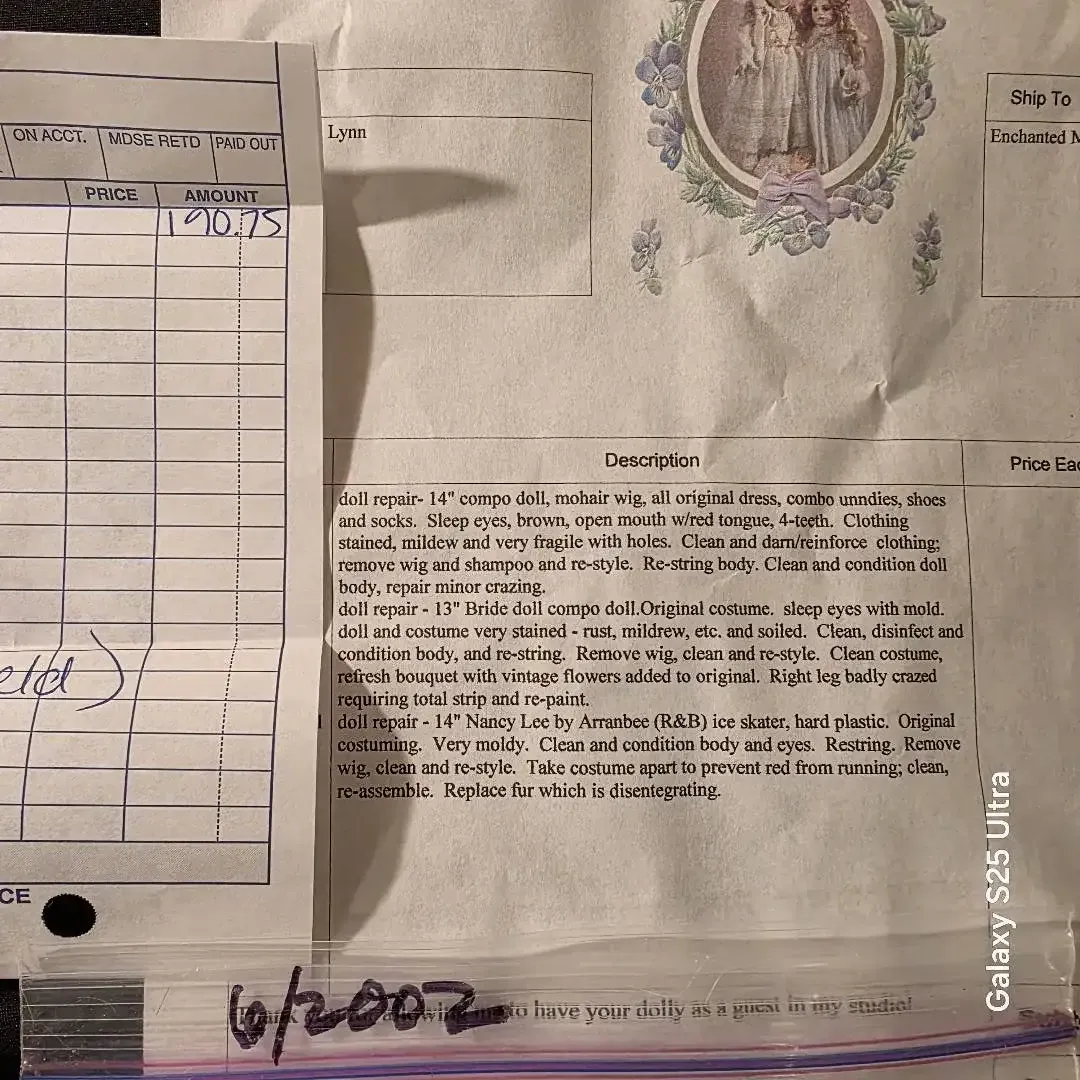 ON ACCT. MDSE RETD PAID OUT
PRICE AMOUNT
190.75
eld)
CE
Lynn
Ship To
Enchanted M
Description
Price Eac
doll repair- 14" compo doll, mohair wig, all original dress, combo unndies, shoes
and socks. Sleep eyes, brown, open mouth w/red tongue, 4-teeth. Clothing
stained, mildew and very fragile with holes. Clean and darn/reinforce clothing;
remove wig and shampoo and re-style. Re-string body. Clean and condition doll
body, repair minor crazing.
doll repair - 13" Bride doll compo doll.Original costume. sleep eyes with mold.
doll and costume very stained - rust, mildrew, etc. and soiled. Clean, disinfect and
condition body, and re-string. Remove wig, clean and re-style. Clean costume,
refresh bouquet with vintage flowers added to original. Right leg badly crazed
requiring total strip and re-paint.
1 doll repair - 14" Nancy Lee by Arranbee (R&B) ice skater, hard plastic. Original
costuming. Very moldy. Clean and condition body and eyes. Restring. Remove
wig, clean and re-style. Take costume apart to prevent red from running; clean,
re-assemble. Replace fur which is disentegrating.
6/2002
to have your dolly as a guest in my studio!
Galaxy S25 Ultra